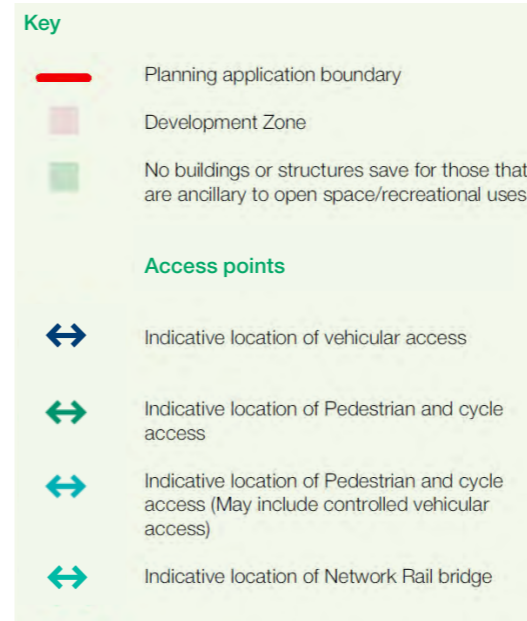 Key
Planning application boundary
Development Zone
No buildings or structures save for those that
are ancillary to open space/recreational uses
Access points
Indicative location of vehicular access
Indicative location of Pedestrian and cycle
access
Indicative location of Pedestrian and cycle
access (May include controlled vehicular
access)
Indicative location of Network Rail bridge